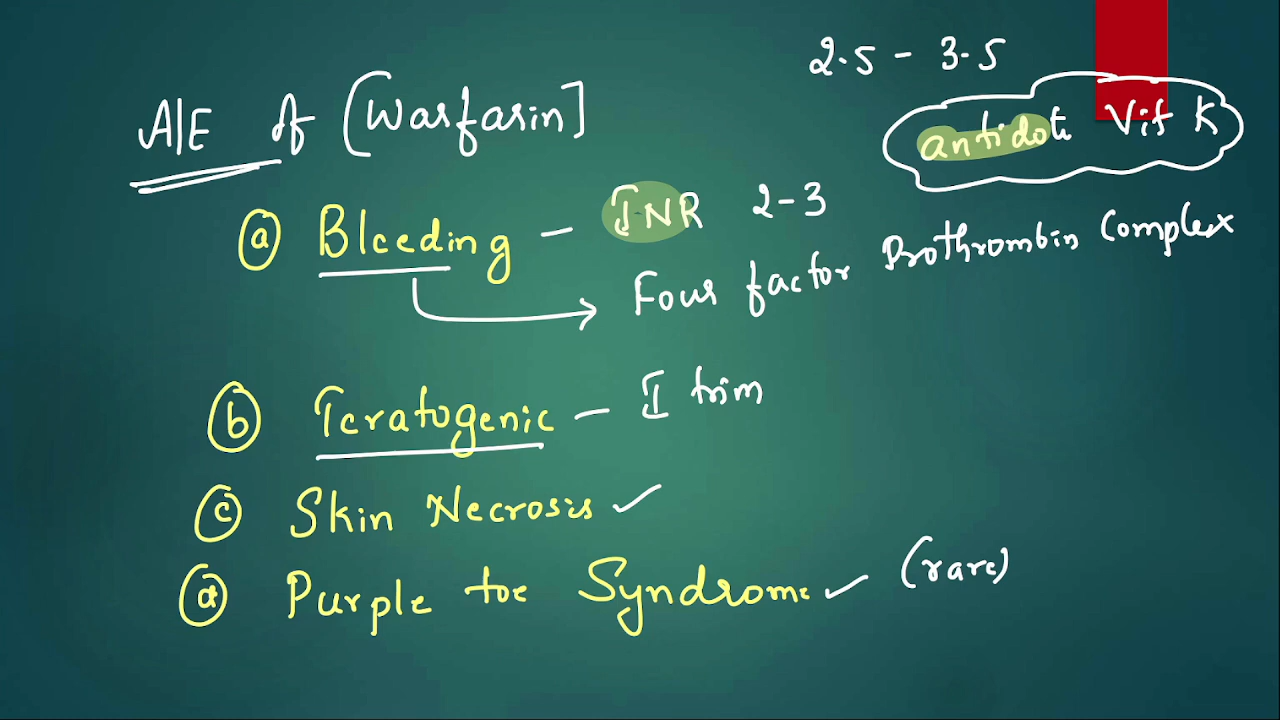 2.5 - 3.5
A/E of [Warfarin]
antidote Vit K
ⓐ Bleeding - INR 2-3
Four factor Prothrombin Complex
ⓑ Teratogenic - I trim
ⓒ Skin Necrosis ✓
ⓓ Purple toe Syndrome ✓ (rare)